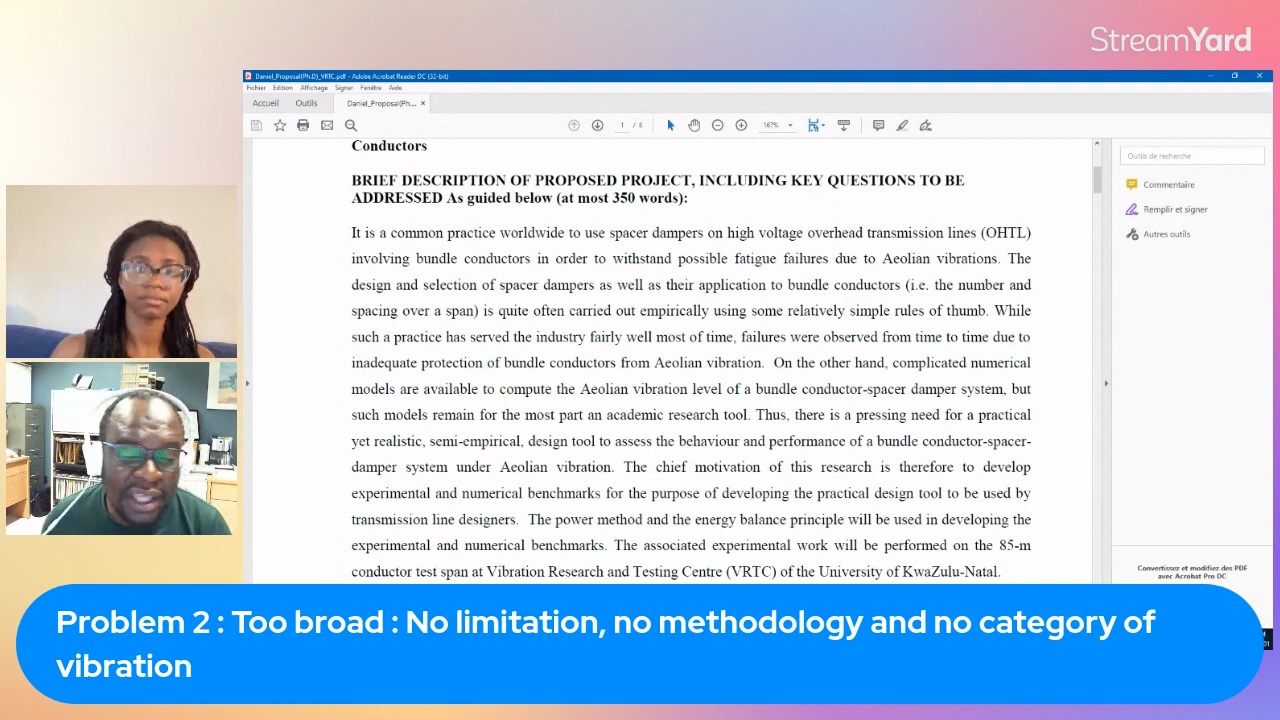 StreamYard
Daniel_Proposal(Ph.D)_VRTC.pdf - Adobe Acrobat Reader DC (32-bit)
Fichier Edition Affichage Signer Fenêtre Aide
Accueil Outils Daniel_Proposal(Ph... ×
1 / 8 167%
Conductors
BRIEF DESCRIPTION OF PROPOSED PROJECT, INCLUDING KEY QUESTIONS TO BE
ADDRESSED As guided below (at most 350 words):
It is a common practice worldwide to use spacer dampers on high voltage overhead transmission lines (OHTL)
involving bundle conductors in order to withstand possible fatigue failures due to Aeolian vibrations. The
design and selection of spacer dampers as well as their application to bundle conductors (i.e. the number and
spacing over a span) is quite often carried out empirically using some relatively simple rules of thumb. While
such a practice has served the industry fairly well most of time, failures were observed from time to time due to
inadequate protection of bundle conductors from Aeolian vibration. On the other hand, complicated numerical
models are available to compute the Aeolian vibration level of a bundle conductor-spacer damper system, but
such models remain for the most part an academic research tool. Thus, there is a pressing need for a practical
yet realistic, semi-empirical, design tool to assess the behaviour and performance of a bundle conductor-spacer-
damper system under Aeolian vibration. The chief motivation of this research is therefore to develop
experimental and numerical benchmarks for the purpose of developing the practical design tool to be used by
transmission line designers. The power method and the energy balance principle will be used in developing the
experimental and numerical benchmarks. The associated experimental work will be performed on the 85-m
conductor test span at Vibration Research and Testing Centre (VRTC) of the University of KwaZulu-Natal.
Outils de recherche
Commentaire
Remplir et signer
Autres outils
Convertissez et modifiez des PDF
avec Acrobat Pro DC
Problem 2 : Too broad : No limitation, no methodology and no category of
vibration